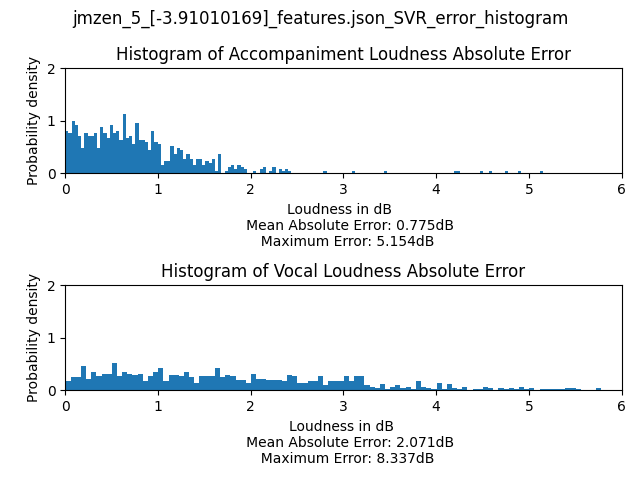 jmzen_5_[-3.91010169]_features.json_SVR_error_histogram
Histogram of Accompaniment Loudness Absolute Error
Probability density
2
1
0
0 1 2 3 4 5 6
Loudness in dB
Mean Absolute Error: 0.775dB
Maximum Error: 5.154dB
Histogram of Vocal Loudness Absolute Error
Probability density
2
1
0
0 1 2 3 4 5 6
Loudness in dB
Mean Absolute Error: 2.071dB
Maximum Error: 8.337dB